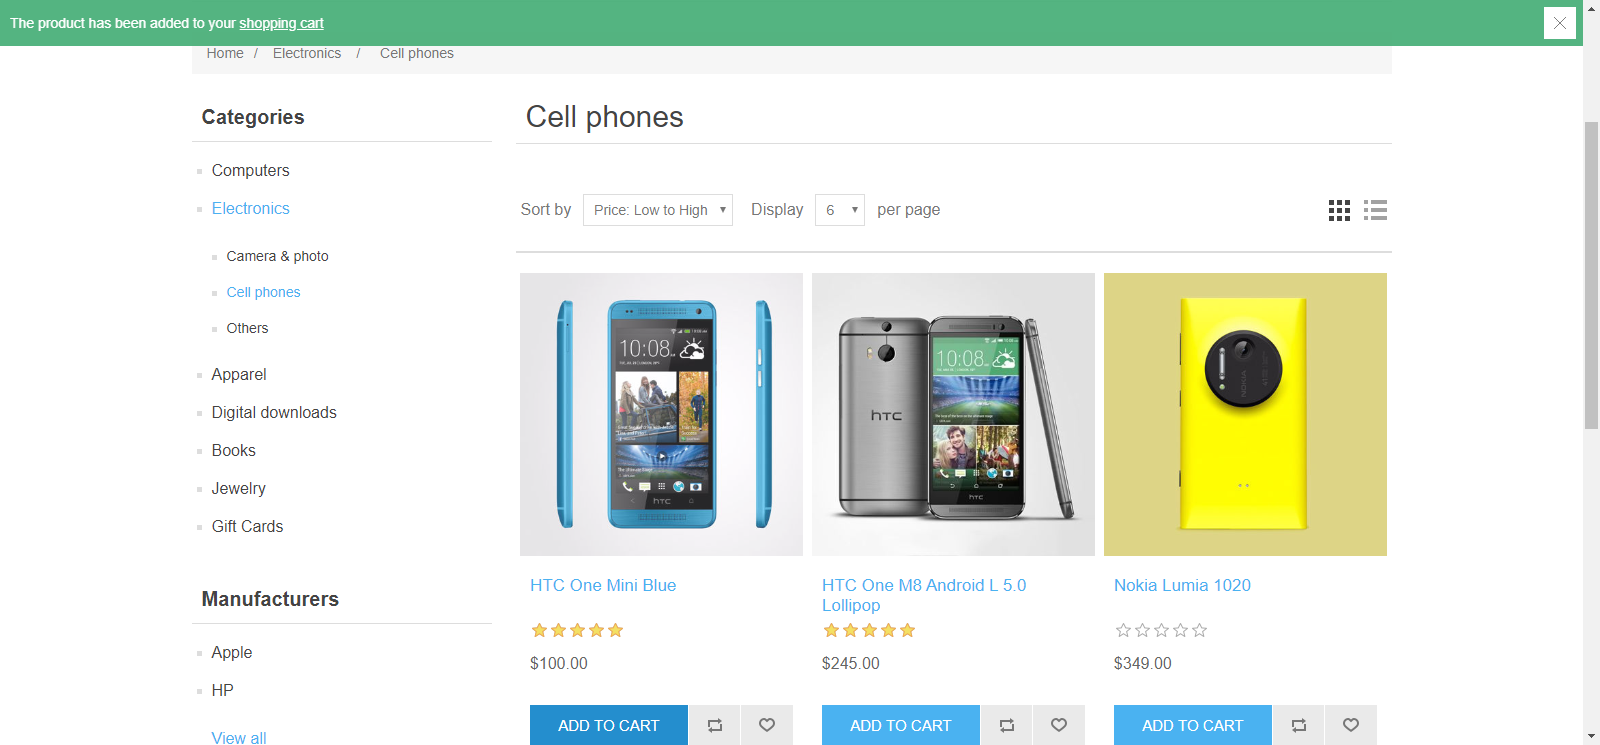 The product has been added to your shopping cart
Home / Electronics / Cell phones
Categories
Computers
Electronics
Camera & photo
Cell phones
Others
Apparel
Digital downloads
Books
Jewelry
Gift Cards
Manufacturers
Apple
HP
View all
Cell phones
Sort by Price: Low to High Display 6 per page
10:08
hTC
HTC One Mini Blue
$100.00
ADD TO CART
hTC
10:08
hTC
HTC One M8 Android L 5.0
Lollipop
$245.00
ADD TO CART
NOKIA
Nokia Lumia 1020
$349.00
ADD TO CART